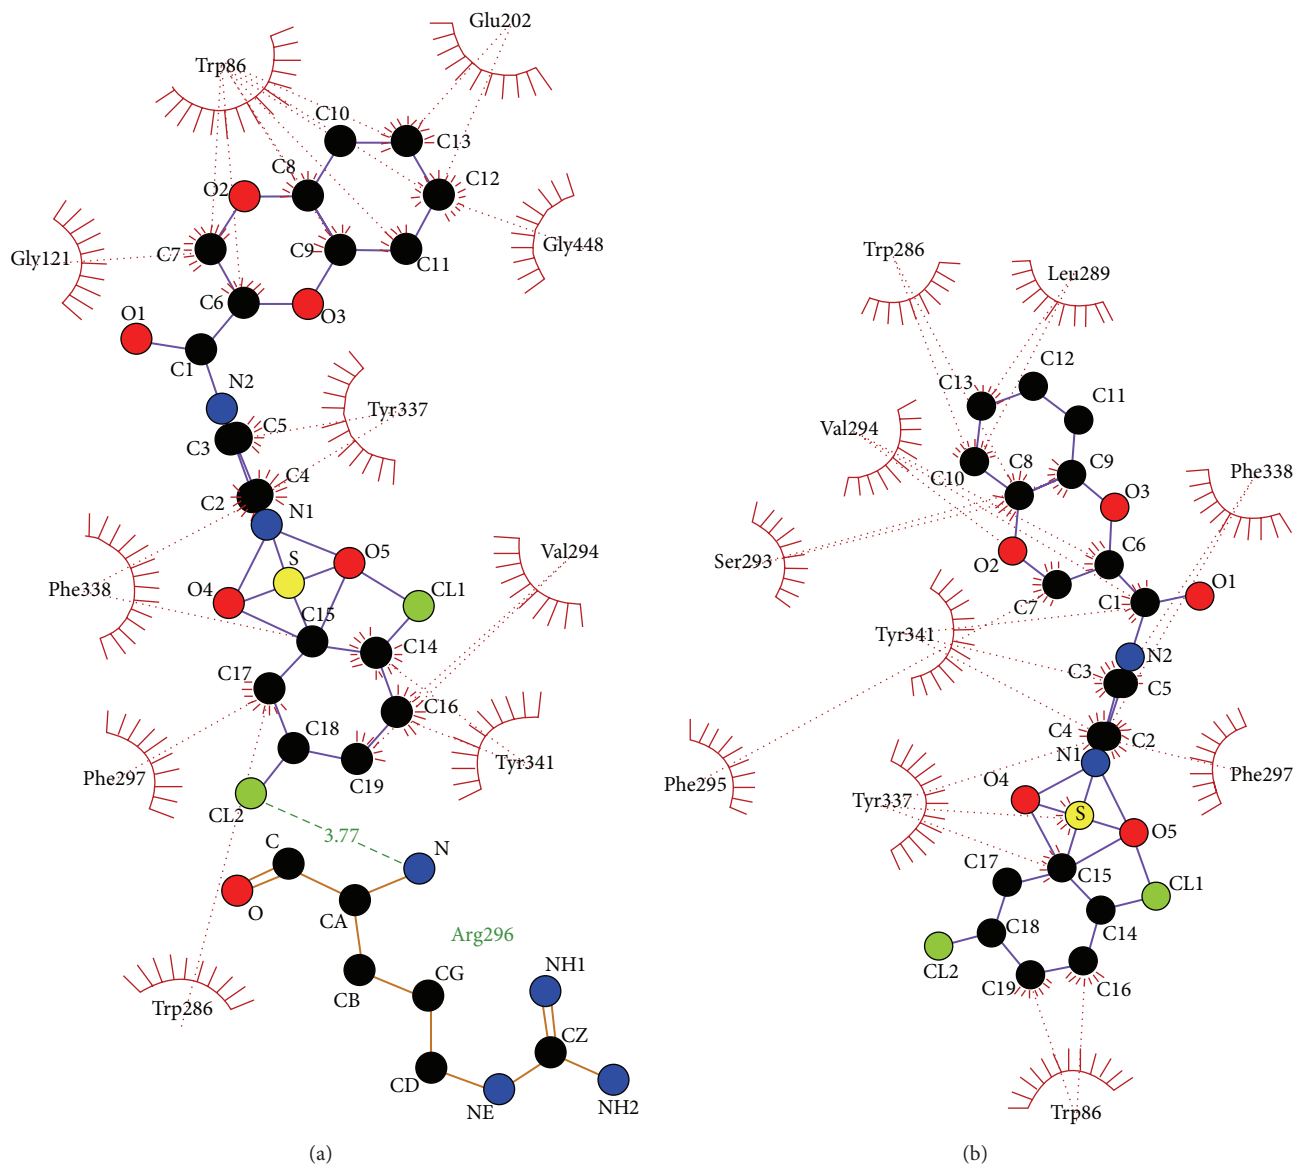 Glu202
Trp86
C10
C13
C8
C12
O2
Gly448
Gly121
C7
C9
C11
C6
O1
O3
C1
N2
Tyr337
C5
C3
C4
C2
N1
O5
Val294
S
Phe338
O4
CL1
C15
C14
C17
C16
C18
Phe297
C19
Tyr341
CL2
3.77
C
N
O
CA
Arg296
CG
NH1
CB
Trp286
CZ
CD
NE
NH2
(a)
Trp286
Leu289
C12
C13
C11
Val294
C8
C9
C10
Phe338
O3
Ser293
C6
O2
O1
C7
C1
Tyr341
N2
C3
C5
C4
C2
N1
Phe295
O4
Phe297
Tyr337
S
O5
C17
C15
CL1
C18
C14
CL2
C19
C16
Trp86
(b)